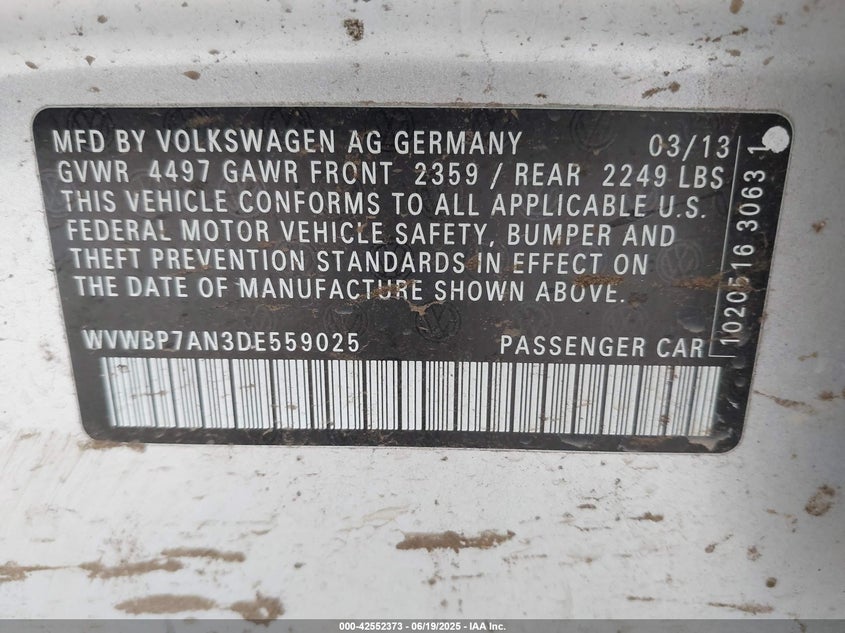 MFD BY VOLKSWAGEN AG GERMANY 03/13
GVWR 4497 GAWR FRONT 2359 / REAR 2249 LBS
THIS VEHICLE CONFORMS TO ALL APPLICABLE U.S.
FEDERAL MOTOR VEHICLE SAFETY, BUMPER AND
THEFT PREVENTION STANDARDS IN EFFECT ON
THE DATE OF MANUFACTURE SHOWN ABOVE.
WVWBP7AN3DE559025 PASSENGER CAR
1020516 3063 1
000-42552373 - 06/19/2025 - IAA Inc.